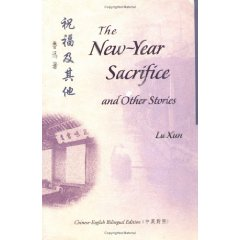 祝福及其他
魯迅 著
The
New-Year
Sacrifice
and Other Stories
Lu Xun
Chinese-English Bilingual Edition (中英對照)